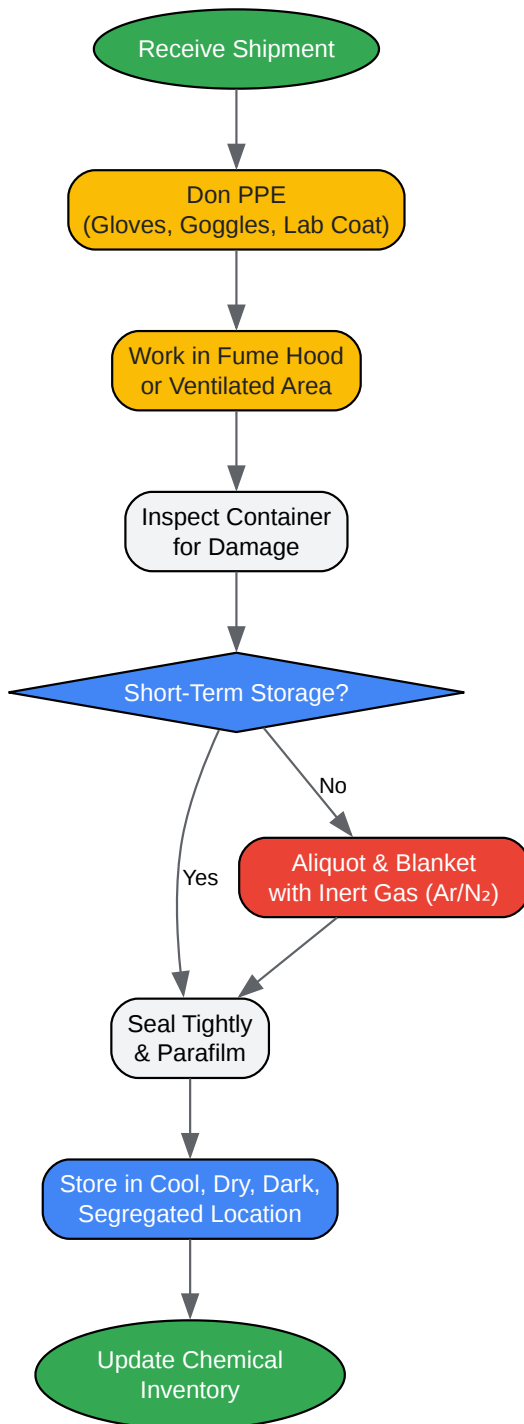 Receive Shipment
Don PPE
(Gloves, Goggles, Lab Coat)
Work in Fume Hood
or Ventilated Area
Inspect Container
for Damage
Short-Term Storage?
No
Aliquot & Blanket
with Inert Gas (Ar/N₂)
Yes
Seal Tightly
& Parafilm
Store in Cool, Dry, Dark,
Segregated Location
Update Chemical
Inventory